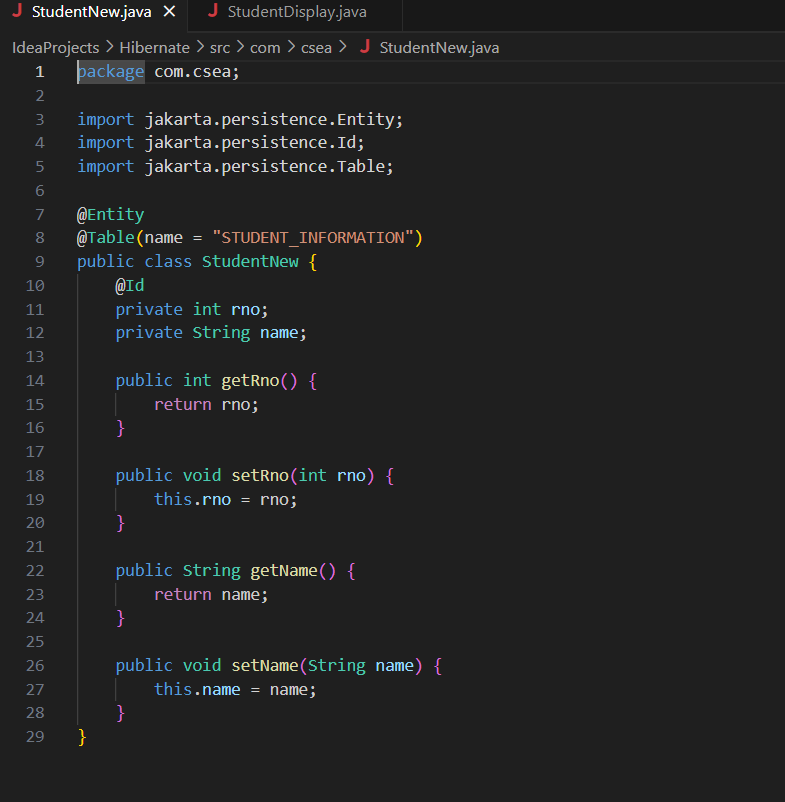 StudentNew.java × StudentDisplay.java
IdeaProjects > Hibernate > src > com > csea > StudentNew.java
1 package com.csea;
2
3 import jakarta.persistence.Entity;
4 import jakarta.persistence.Id;
5 import jakarta.persistence.Table;
6
7 @Entity
8 @Table(name = "STUDENT_INFORMATION")
9 public class StudentNew {
10     @Id
11     private int rno;
12     private String name;
13
14     public int getRno() {
15         return rno;
16     }
17
18     public void setRno(int rno) {
19         this.rno = rno;
20     }
21
22     public String getName() {
23         return name;
24     }
25
26     public void setName(String name) {
27         this.name = name;
28     }
29 }